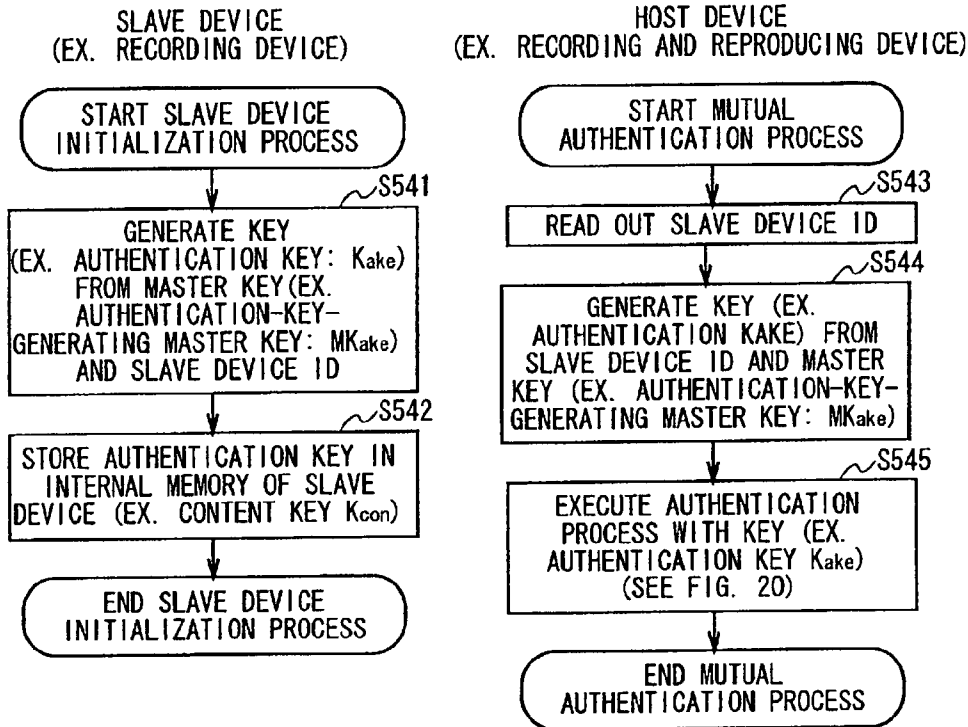 SLAVE DEVICE
(EX. RECORDING DEVICE)
START SLAVE DEVICE
INITIALIZATION PROCESS
S541
GENERATE KEY
(EX. AUTHENTICATION KEY: Kake)
FROM MASTER KEY(EX.
AUTHENTICATION-KEY-
GENERATING MASTER KEY: MKake)
AND SLAVE DEVICE ID
S542
STORE AUTHENTICATION KEY IN
INTERNAL MEMORY OF SLAVE
DEVICE (EX. CONTENT KEY Kcon)
END SLAVE DEVICE
INITIALIZATION PROCESS
HOST DEVICE
(EX. RECORDING AND REPRODUCING DEVICE)
START MUTUAL
AUTHENTICATION PROCESS
S543
READ OUT SLAVE DEVICE ID
S544
GENERATE KEY (EX.
AUTHENTICATION KAKE) FROM
SLAVE DEVICE ID AND MASTER
KEY (EX. AUTHENTICATION-KEY-
GENERATING MASTER KEY: MKake)
S545
EXECUTE AUTHENTICATION
PROCESS WITH KEY (EX.
AUTHENTICATION KEY Kake)
(SEE FIG. 20)
END MUTUAL
AUTHENTICATION PROCESS